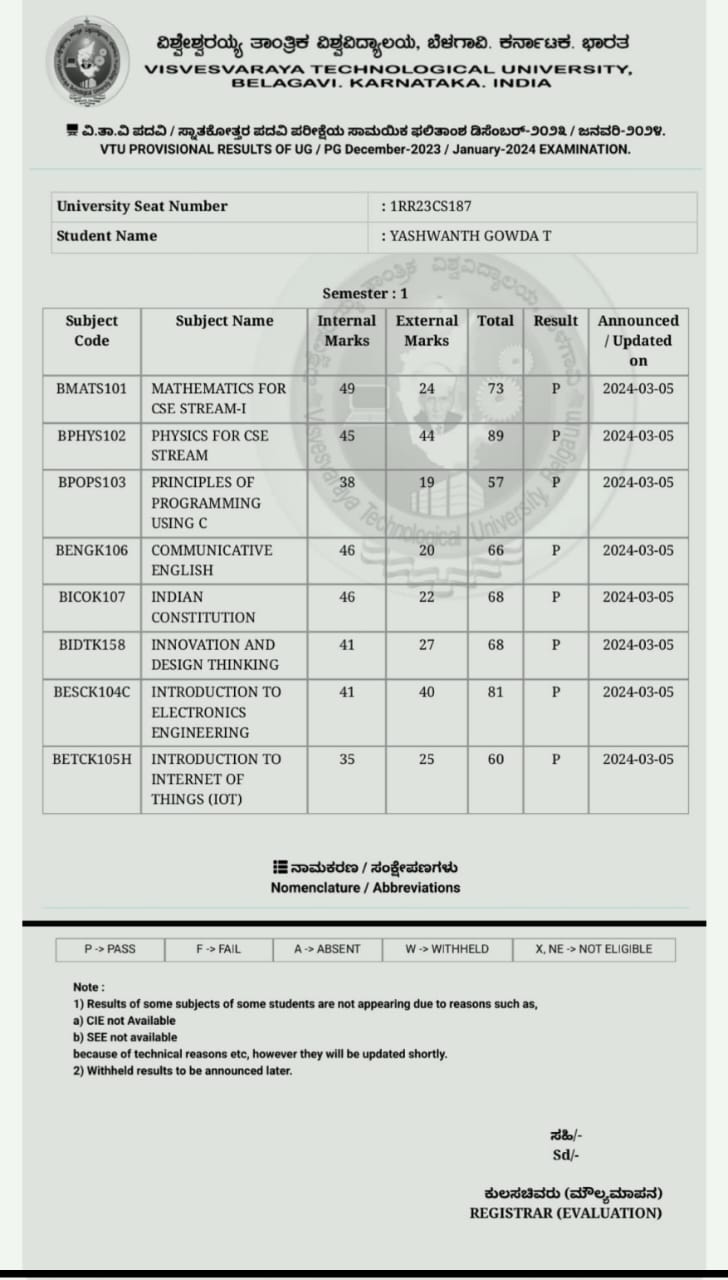 ವಿಶ್ವೇಶ್ವರಯ್ಯ ತಾಂತ್ರಿಕ ವಿಶ್ವವಿದ್ಯಾಲಯ, ಬೆಳಗಾವಿ. ಕರ್ನಾಟಕ. ಭಾರತ
VISVESVARAYA TECHNOLOGICAL UNIVERSITY,
BELAGAVI. KARNATAKA. INDIA
ವಿ.ತಾ.ವಿ ಪದವಿ / ಸ್ನಾತಕೋತ್ತರ ಪದವಿ ಪರೀಕ್ಷೆಯ ಸಾಮಯಿಕ ಫಲಿತಾಂಶ ಡಿಸೆಂಬರ್-೨೦೨೩ / ಜನವರಿ-೨೦೨೪.
VTU PROVISIONAL RESULTS OF UG / PG December-2023 / January-2024 EXAMINATION.
University Seat Number : 1RR23CS187
Student Name : YASHWANTH GOWDA T
Semester : 1
Subject Subject Name Internal External Total Result Announced
Code Marks Marks / Updated
on
BMATS101 MATHEMATICS FOR 49 24 73 P 2024-03-05
CSE STREAM-I
BPHYS102 PHYSICS FOR CSE 45 44 89 P 2024-03-05
STREAM
BPOPS103 PRINCIPLES OF 38 19 57 P 2024-03-05
PROGRAMMING
USING C
BENGK106 COMMUNICATIVE 46 20 66 P 2024-03-05
ENGLISH
BICOK107 INDIAN 46 22 68 P 2024-03-05
CONSTITUTION
BIDTK158 INNOVATION AND 41 27 68 P 2024-03-05
DESIGN THINKING
BESCK104C INTRODUCTION TO 41 40 81 P 2024-03-05
ELECTRONICS
ENGINEERING
BETCK105H INTRODUCTION TO 35 25 60 P 2024-03-05
INTERNET OF
THINGS (IOT)
ವಿಶ್ವವಿದ್ಯಾಲಯ
Visvesvaraya Technological University, Belgaum
ನಾಮಕರಣ / ಸಂಕ್ಷೇಪಣಗಳು
Nomenclature / Abbreviations
P -> PASS F -> FAIL A -> ABSENT W -> WITHHELD X, NE -> NOT ELIGIBLE
Note :
1) Results of some subjects of some students are not appearing due to reasons such as,
a) CIE not Available
b) SEE not available
because of technical reasons etc, however they will be updated shortly.
2) Withheld results to be announced later.
ಸಹಿ/-
Sd/-
ಕುಲಸಚಿವರು (ಮೌಲ್ಯಮಾಪನ)
REGISTRAR (EVALUATION)